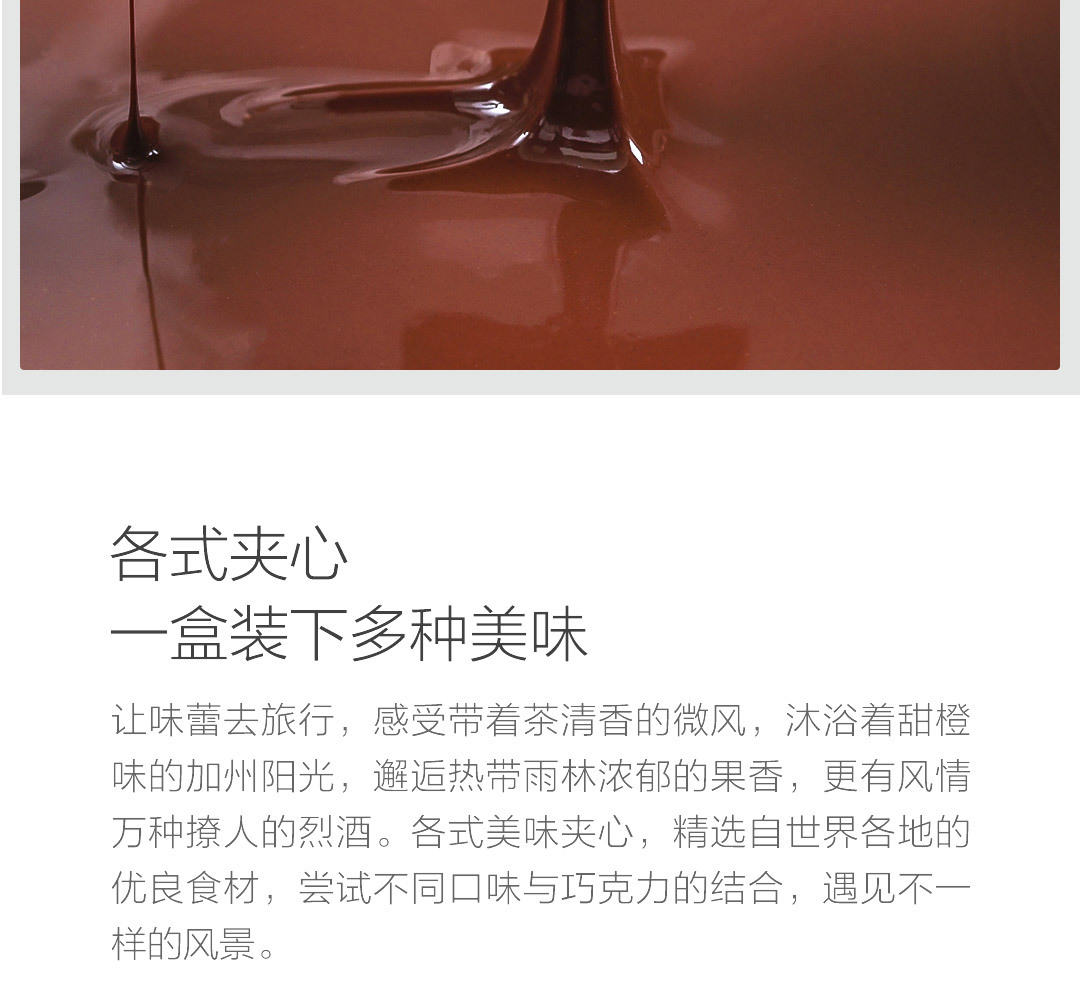 各式夹心
一盒装下多种美味
让味蕾去旅行，感受带着茶清香的微风，沐浴着甜橙
味的加州阳光，邂逅热带雨林浓郁的果香，更有风情
万种撩人的烈酒。各式美味夹心，精选自世界各地的
优良食材，尝试不同口味与巧克力的结合，遇见不一
样的风景。